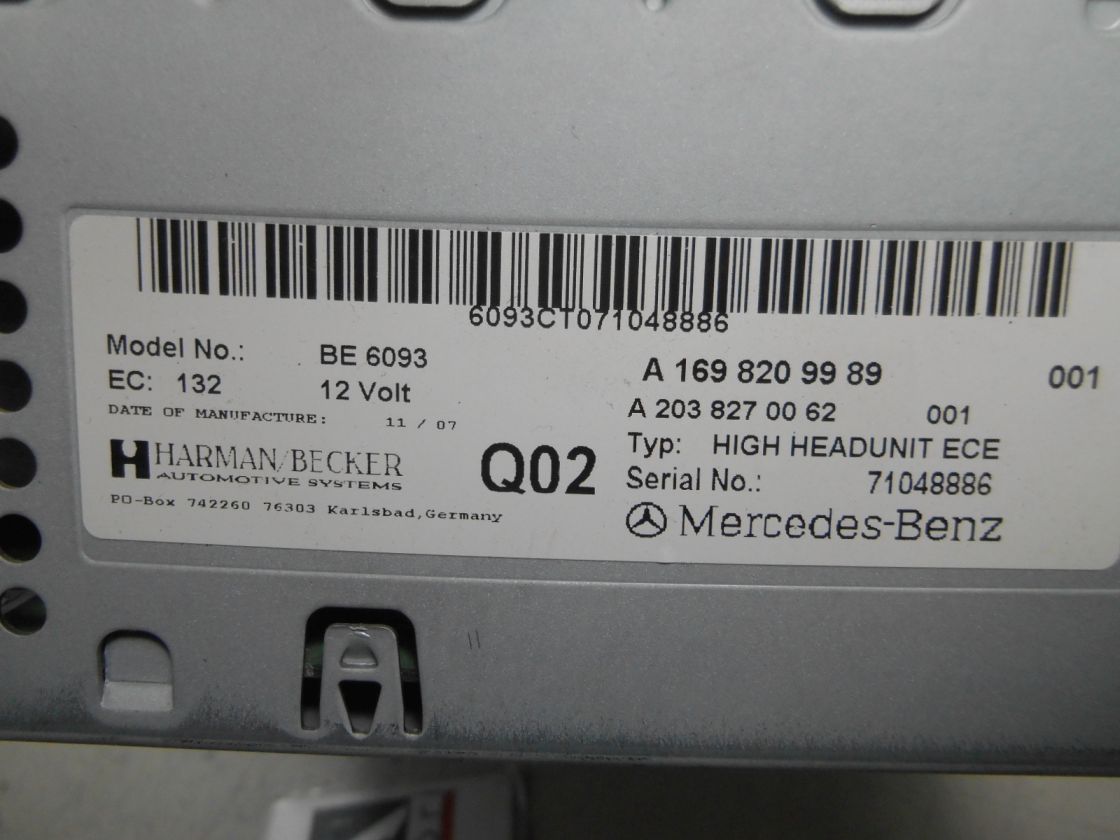 6093CT071048886
Model No.: BE 6093
EC: 132 12 Volt
DATE OF MANUFACTURE: 11 / 07
HARMAN/BECKER
AUTOMOTIVE SYSTEMS
PO-Box 742260 76303 Karlsbad,Germany
Q02
A 169 820 99 89 001
A 203 827 00 62 001
Typ: HIGH HEADUNIT ECE
Serial No.: 71048886
Mercedes-Benz